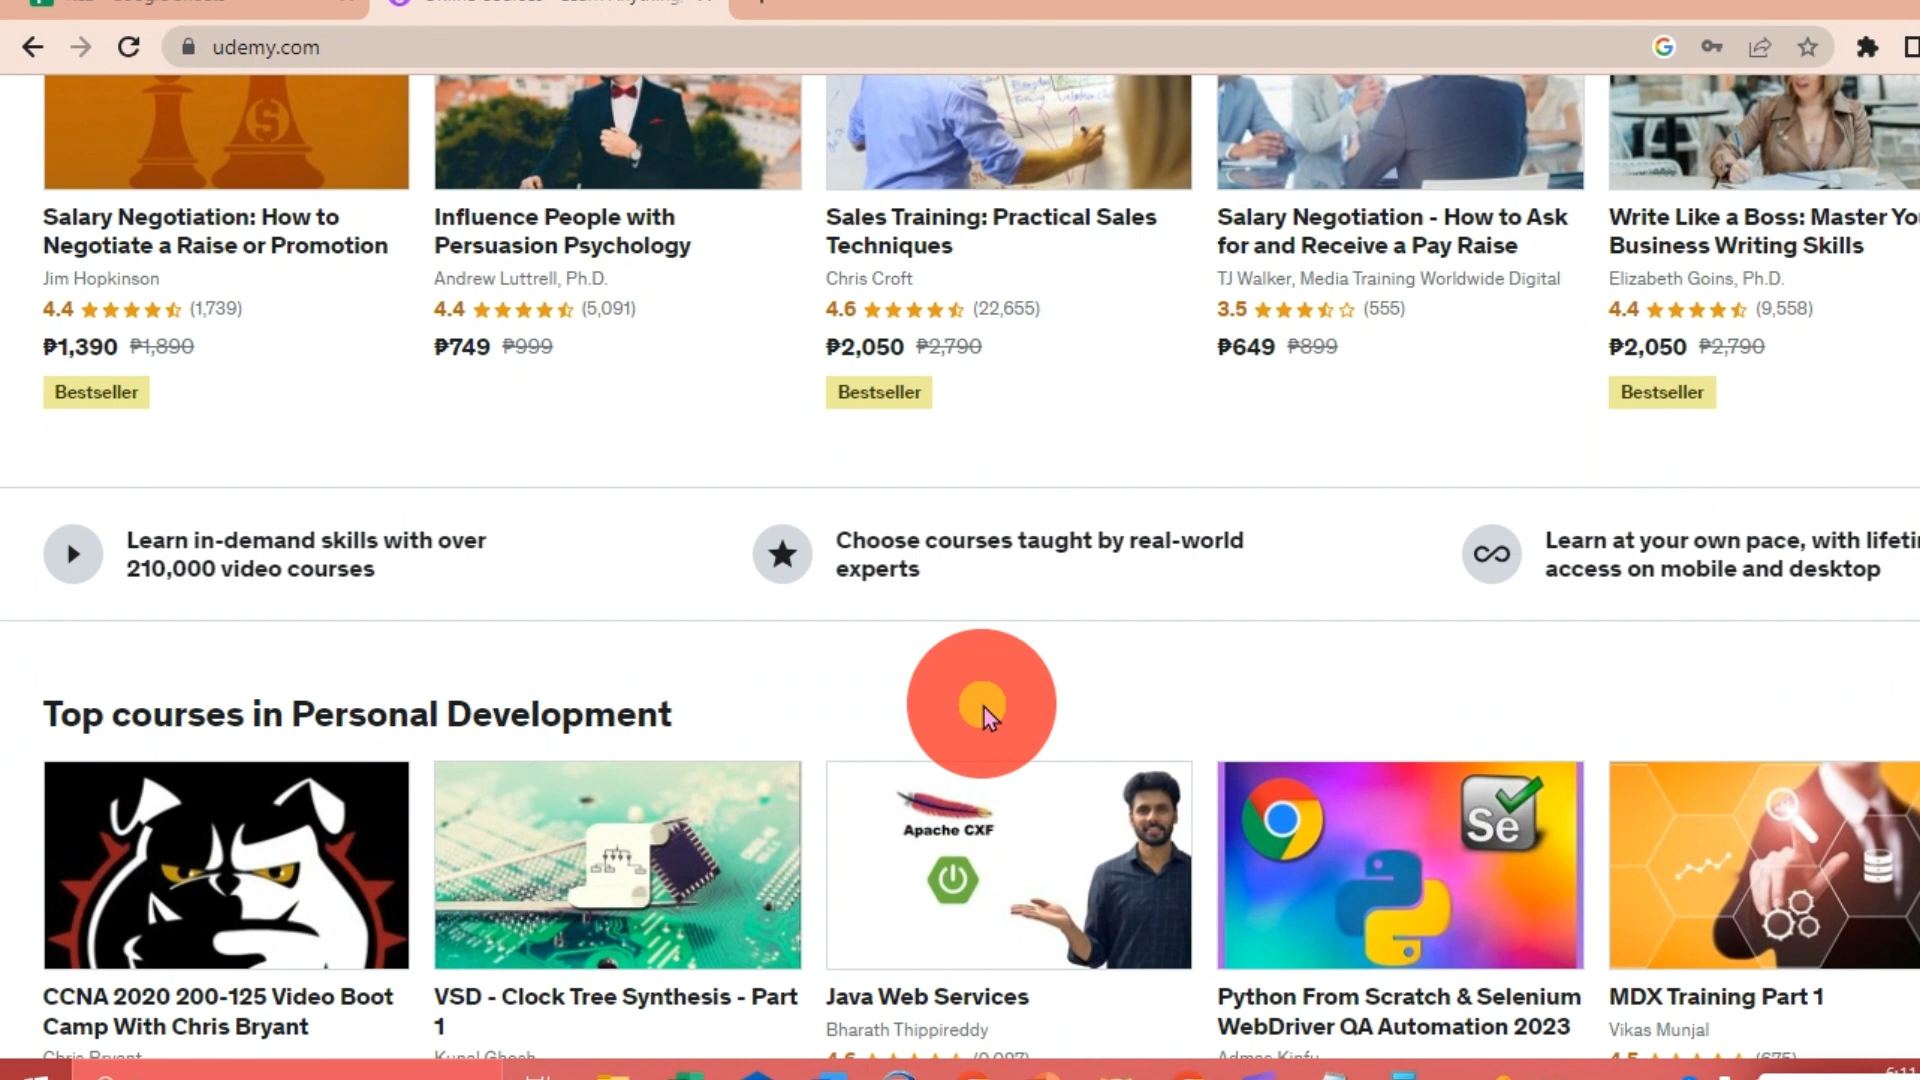 udemy.com
Salary Negotiation: How to
Negotiate a Raise or Promotion
Jim Hopkinson
4.4 (1,739)
₱1,390 ₱1,890
Bestseller
Influence People with
Persuasion Psychology
Andrew Luttrell, Ph.D.
4.4 (5,091)
₱749 ₱999
Sales Training: Practical Sales
Techniques
Chris Croft
4.6 (22,655)
₱2,050 ₱2,790
Bestseller
Salary Negotiation - How to Ask
for and Receive a Pay Raise
TJ Walker, Media Training Worldwide Digital
3.5 (555)
₱649 ₱899
Write Like a Boss: Master Yo
Business Writing Skills
Elizabeth Goins, Ph.D.
4.4 (9,558)
₱2,050 ₱2,790
Bestseller
Learn in-demand skills with over
210,000 video courses
Choose courses taught by real-world
experts
Learn at your own pace, with lifeti
access on mobile and desktop
Top courses in Personal Development
Apache CXF
Se
CCNA 2020 200-125 Video Boot
Camp With Chris Bryant
Chris Bryant
VSD - Clock Tree Synthesis - Part
1
Kunal Ghosh
Java Web Services
Bharath Thippireddy
Python From Scratch & Selenium
WebDriver QA Automation 2023
Admas Kinfu
MDX Training Part 1
Vikas Munjal